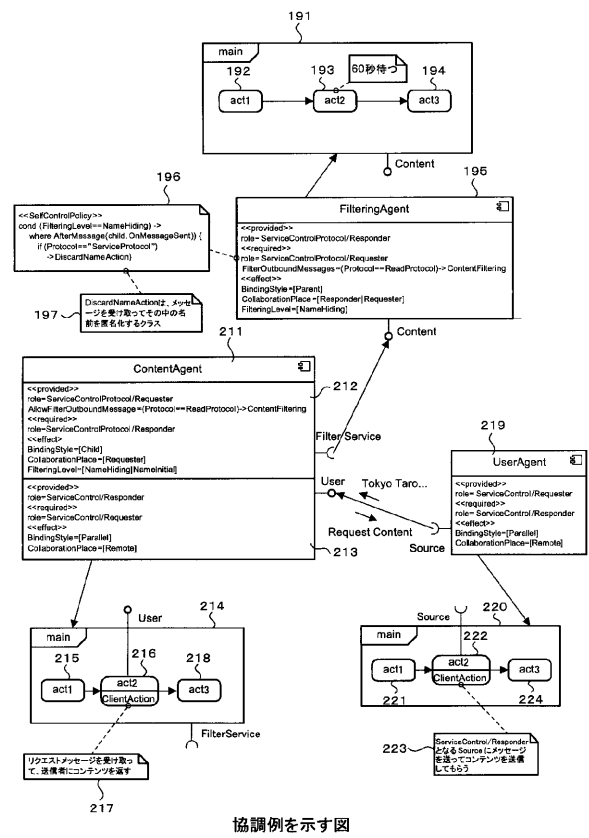 191
main
192
193
60秒待つ
194
act1
act2
act3
Content
195
196
<<SelfControlPolicy>>
cond (FilteringLevel==NameHiding) ->
where AfterMessage(child. OnMessageSent)) {
if (Protocol=="ServiceProtocol")
->DiscardNameAction}
FilteringAgent
<<provided>>
role= ServiceControlProtocol/Responder
<<required>>
role= ServiceControlProtocol/Requester
FilterOutboundMessages=(Protocol==ReadProtocol)->ContentFiltering
<<effect>>
BindingStyle=[Parent]
CollaborationPlace=[Responder|Requester]
FilteringLevel=[NameHiding]
DiscardNameActionは、メッセ
ージを受け取ってその中の名
前を匿名化するクラス
197
Content
211
ContentAgent
212
<<provided>>
role=ServiceControlProtocol/Requester
AllowFilterOutboundMessage=(Protocol==ReadProtocol)->ContentFiltering
<<required>>
role=ServiceControlProtocol/Responder
<<effect>>
BindingStyle=[Child]
CollaborationPlace=[Requester]
FilteringLevel=[NameHiding|NameInitial]
Filter Service
<<provided>>
role=ServiceControl/Responder
<<required>>
role=ServiceControl/Requester
<<effect>>
BindingStyle=[Parallel]
CollaborationPlace=[Remote]
213
User
Tokyo Taro...
Request Content
Source
219
UserAgent
<<provided>>
role= ServiceControl/Requester
<<required>>
role= ServiceControl/Responder
<<effect>>
BindingStyle=[Parallel]
CollaborationPlace=[Remote]
User
214
main
215
216
218
act1
act2
ClientAction
act3
FilterService
リクエストメッセージを受け取っ
て、送信者にコンテンツを返す
217
Source
220
main
222
act1
act2
ClientAction
act3
221
224
223
ServiceControl/Responder
となる Source にメッセージ
を送ってコンテンツを送信
してもらう
協調例を示す図